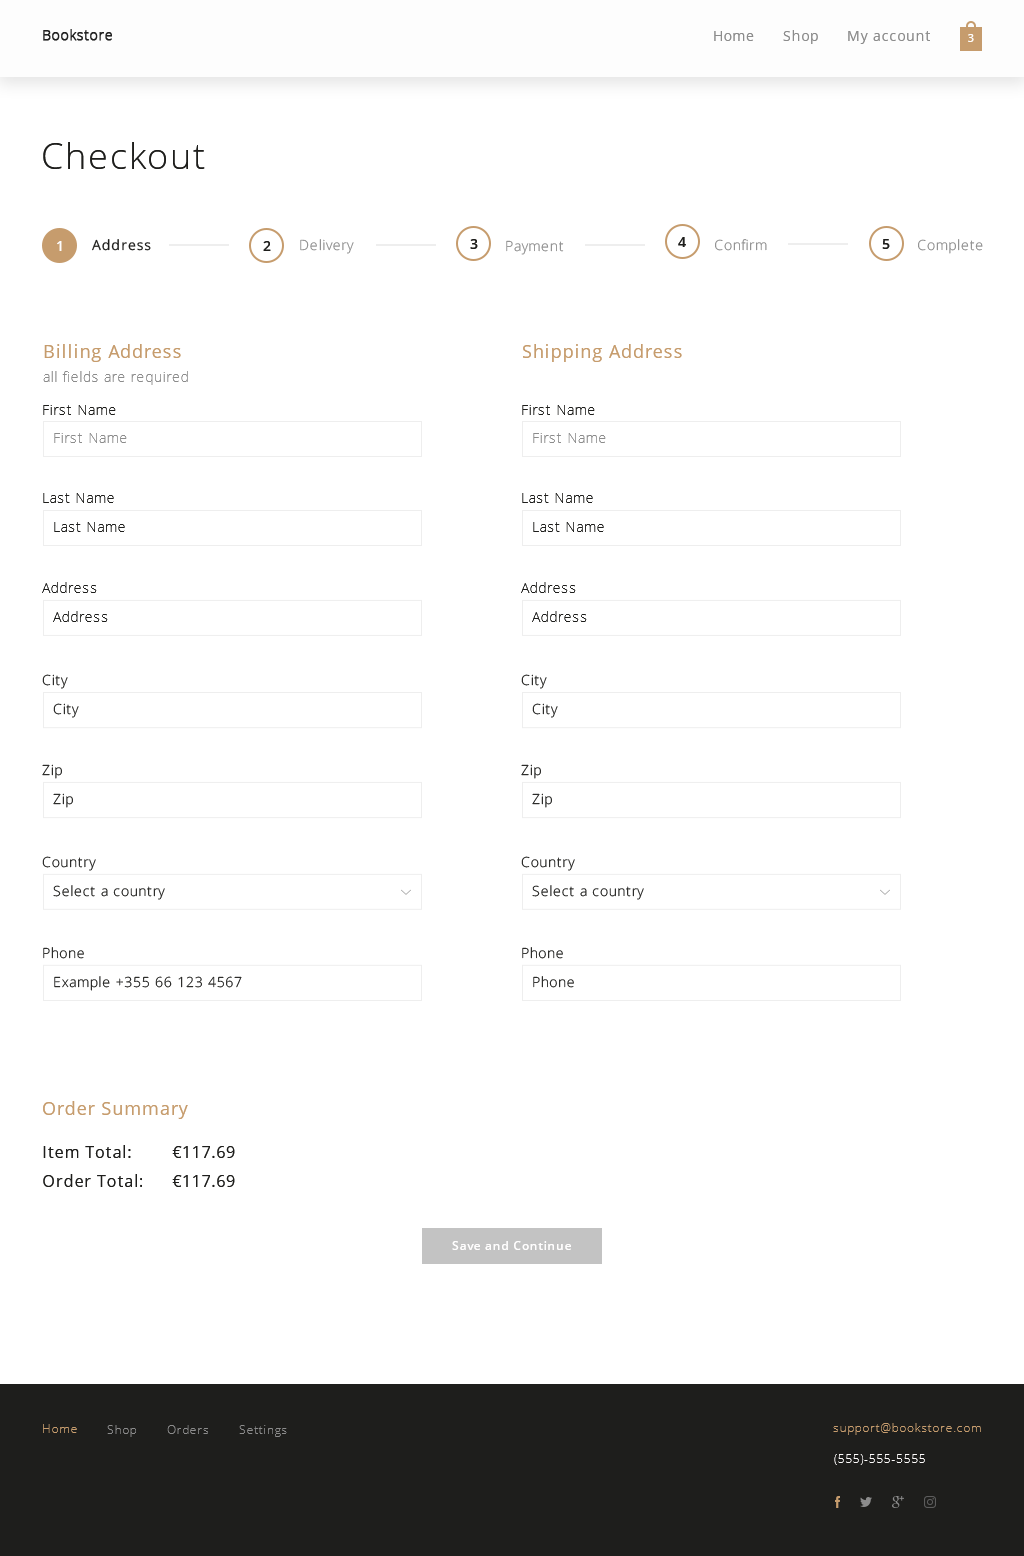 Bookstore
Home Shop My account 3
Checkout
1 Address 2 Delivery 3 Payment 4 Confirm 5 Complete
Billing Address
all fields are required
First Name
First Name
Last Name
Last Name
Address
Address
City
City
Zip
Zip
Country
Select a country
Phone
Example +355 66 123 4567
Shipping Address
First Name
First Name
Last Name
Last Name
Address
Address
City
City
Zip
Zip
Country
Select a country
Phone
Phone
Order Summary
Item Total: €117.69
Order Total: €117.69
Save and Continue
Home Shop Orders Settings
support@bookstore.com
(555)-555-5555